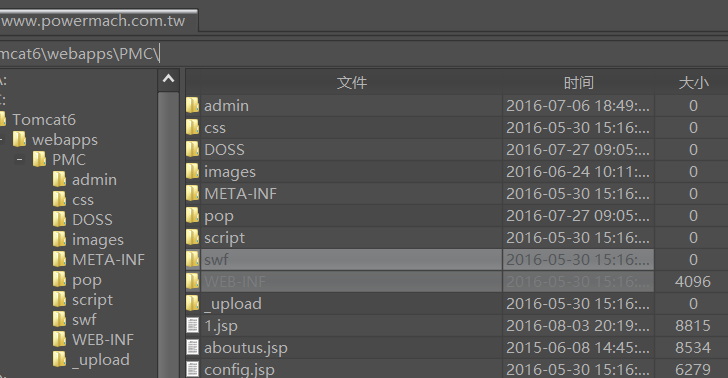 www.powermach.com.tw
mcat6\webapps\PMC\
文件 时间 大小
Tomcat6
webapps
PMC
admin
css
DOSS
images
META-INF
pop
script
swf
WEB-INF
_upload
admin 2016-07-06 18:49:... 0
css 2016-05-30 15:16:... 0
DOSS 2016-07-27 09:05:... 0
images 2016-06-24 10:11:... 0
META-INF 2016-05-30 15:16:... 0
pop 2016-07-27 09:05:... 0
script 2016-05-30 15:16:... 0
swf 2016-05-30 15:16:... 0
WEB-INF 2016-05-30 15:16:... 4096
_upload 2016-05-30 15:16:... 0
1.jsp 2016-08-03 20:19:... 8815
aboutus.jsp 2015-06-08 14:45:... 8534
config.jsp 2016-05-30 15:16:... 6279